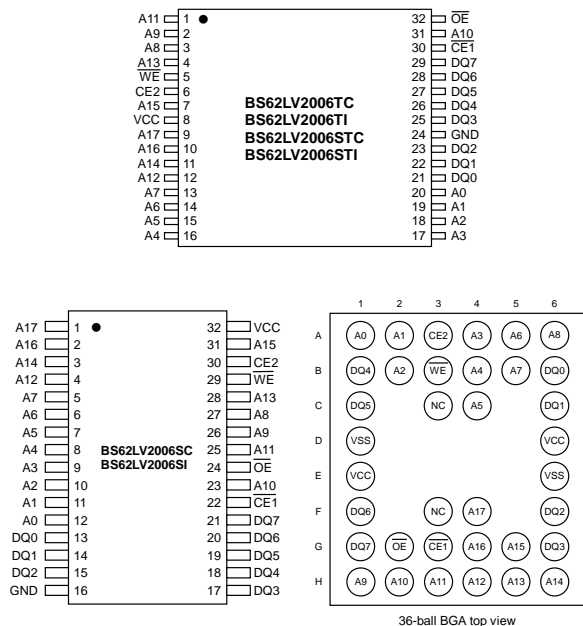 A11 1 32 OE
A9 2 31 A10
A8 3 30 CE1
A13 4 29 DQ7
WE 5 28 DQ6
CE2 6 27 DQ5
A15 7 26 DQ4
VCC 8 25 DQ3
A17 9 24 GND
A16 10 23 DQ2
A14 11 22 DQ1
A12 12 21 DQ0
A7 13 20 A0
A6 14 19 A1
A5 15 18 A2
A4 16 17 A3
BS62LV2006TC
BS62LV2006TI
BS62LV2006STC
BS62LV2006STI
A17 1 32 VCC
A16 2 31 A15
A14 3 30 CE2
A12 4 29 WE
A7 5 28 A13
A6 6 27 A8
A5 7 26 A9
A4 8 25 A11
A3 9 24 OE
A2 10 23 A10
A1 11 22 CE1
A0 12 21 DQ7
DQ0 13 20 DQ6
DQ1 14 19 DQ5
DQ2 15 18 DQ4
GND 16 17 DQ3
BS62LV2006SC
BS62LV2006SI
1 2 3 4 5 6
A A0 A1 CE2 A3 A6 A8
B DQ4 A2 WE A4 A7 DQ0
C DQ5 NC A5 DQ1
D VSS VCC
E VCC VSS
F DQ6 NC A17 DQ2
G DQ7 OE CE1 A16 A15 DQ3
H A9 A10 A11 A12 A13 A14
36-ball BGA top view